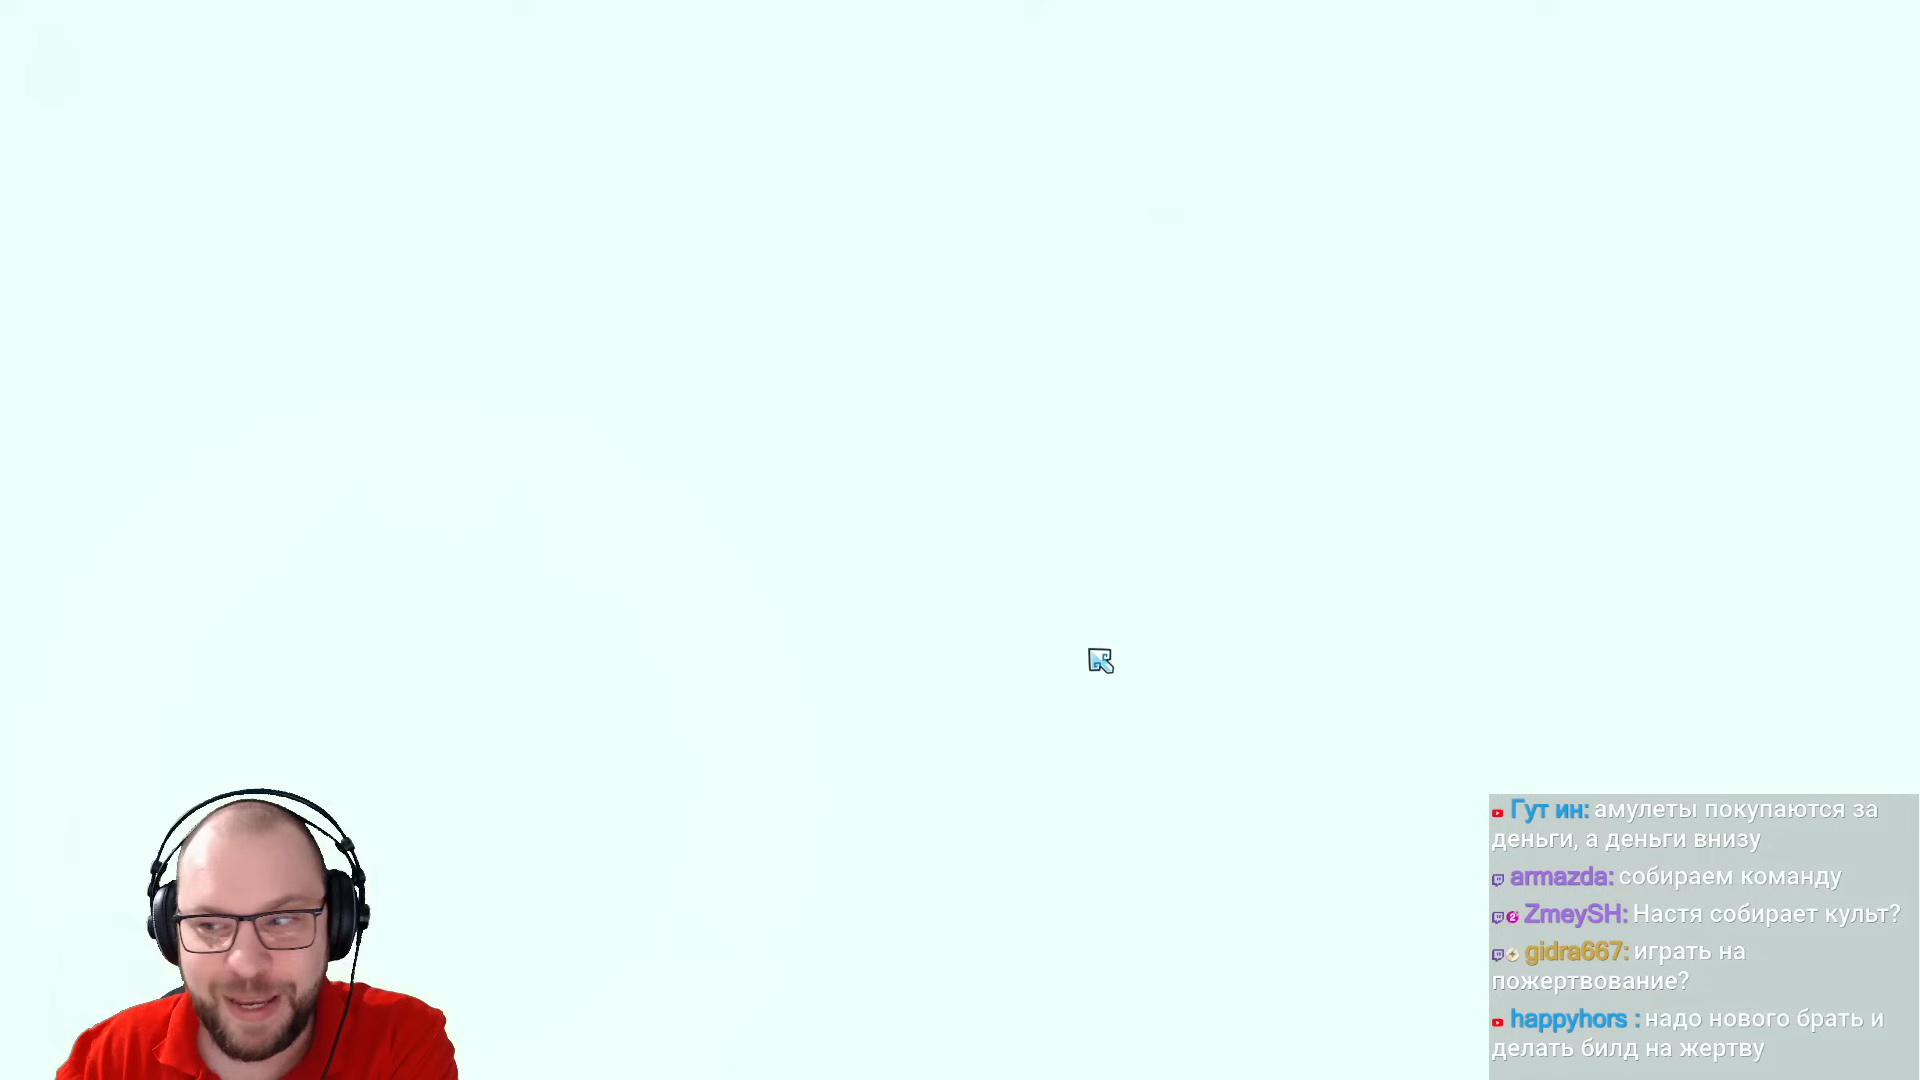 Гут ин: амулеты покупаются за
деньги, а деньги внизу
armazda: собираем команду
ZmeySH: Настя собирает культ?
gidra667: играть на
пожертвование?
happyhors : надо нового брать и
делать билд на жертву